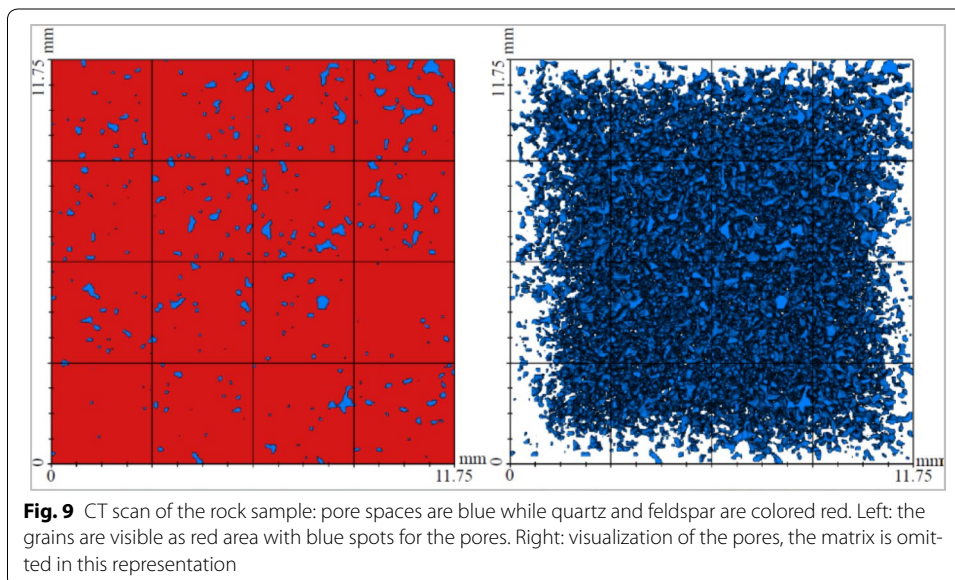 mm
11.75
0
0
11.75
mm
mm
11.75
0
0
11.75
mm
Fig. 9 CT scan of the rock sample: pore spaces are blue while quartz and feldspar are colored red. Left: the
grains are visible as red area with blue spots for the pores. Right: visualization of the pores, the matrix is omit-
ted in this representation